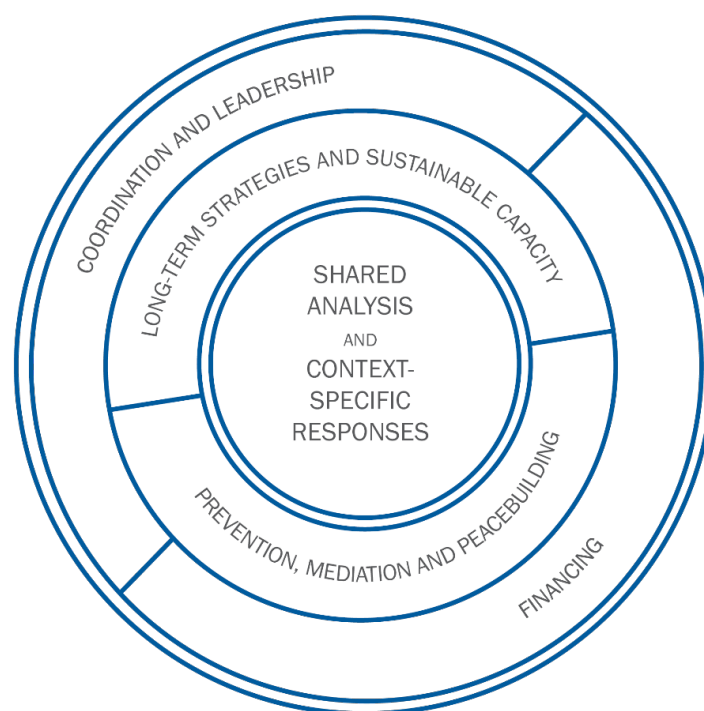 COORDINATION AND LEADERSHIP
LONG-TERM STRATEGIES AND SUSTAINABLE CAPACITY
SHARED
ANALYSIS
AND
CONTEXT-
SPECIFIC
RESPONSES
PREVENTION, MEDIATION AND PEACEBUILDING
FINANCING